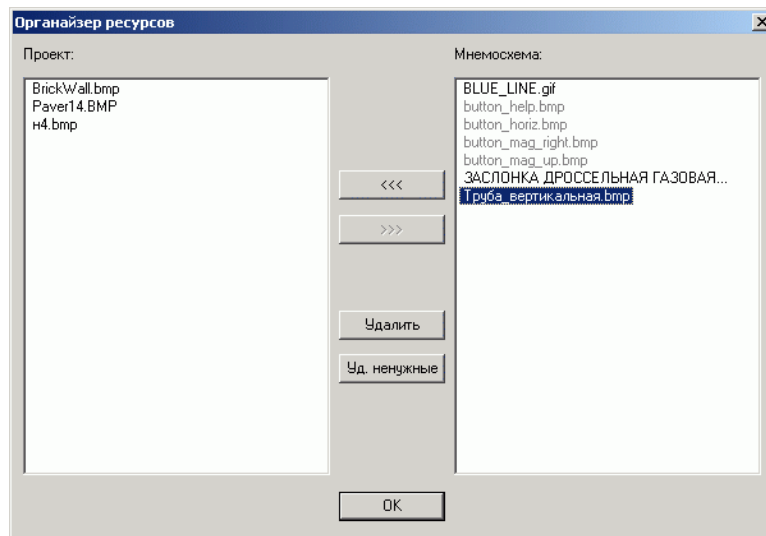 Органайзер ресурсов
Проект:
BrickWall.bmp
Paver14.BMP
н4.bmp
<<<
>>>
Удалить
Уд. ненужные
Мнемосхема:
BLUE_LINE.gif
button_help.bmp
button_horiz.bmp
button_mag_right.bmp
button_mag_up.bmp
ЗАСЛОНКА ДРОССЕЛЬНАЯ ГАЗОВАЯ...
Труба_вертикальная.bmp
OK